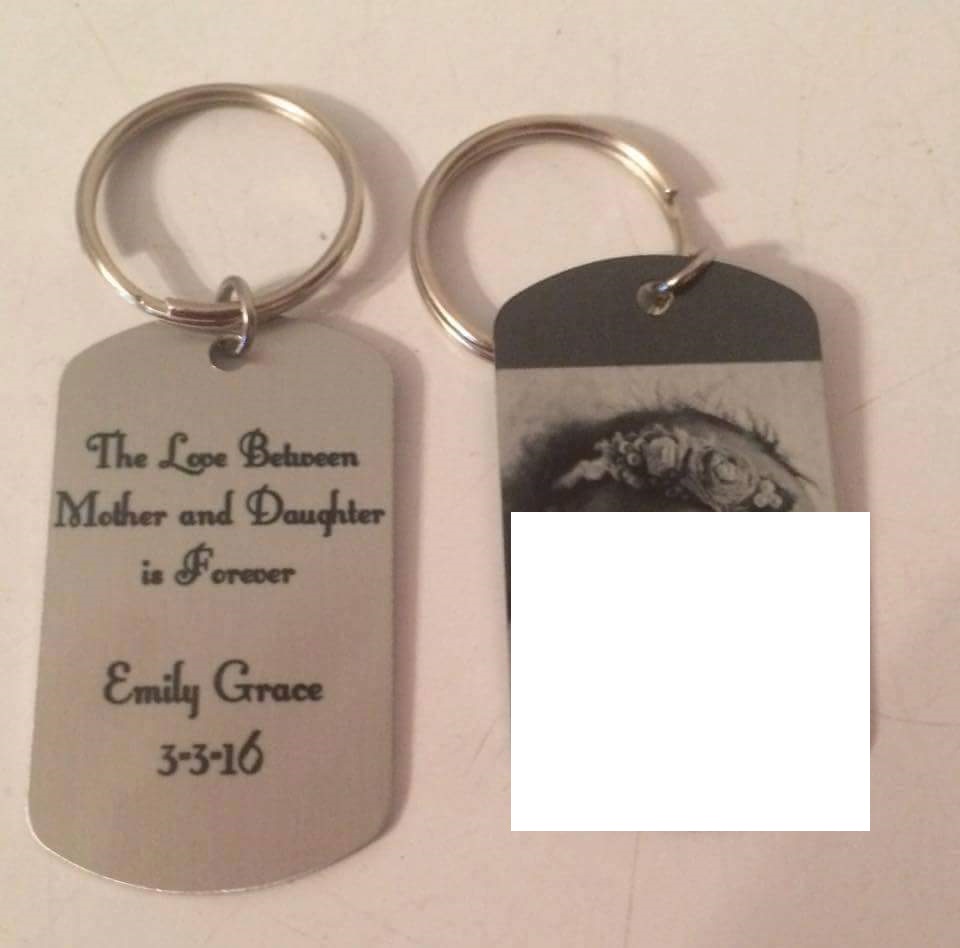 The Love Between
Mother and Daughter
is Forever
Emily Grace
3-3-16